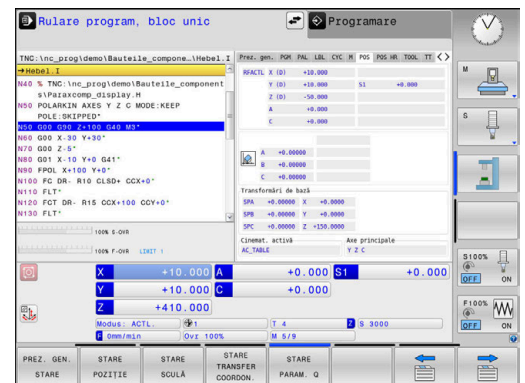 Rulare program, bloc unic
Programare
TNC:\nc_prog\demo\Bauteile_compone…\Hebel.I
→Hebel.I
N40 % TNC:\nc_prog\demo\Bauteile_component
s\Paraxcomp_display.H
N50 POLARKIN AXES Y Z C MODE:KEEP
POLE:SKIPPED*
N50 G00 G90 Z+100 G40 M3*
N60 G00 X-30 Y+30*
N70 G00 Z-5*
N80 G01 X-10 Y+0 G41*
N90 FPOL X+100 Y+0*
N100 FC DR- R10 CLSD+ CCX+0*
N110 FLT*
N120 FCT DR- R15 CCX+100 CCY+0*
N130 FLT*
100% S-OVR
100% F-OVR LIMIT 1
Prez. gen. PGM PAL LBL CYC M POS POS HR TOOL TT
RFACTL X (D) +10.000
Y (D) +10.000 S1 +0.000
Z (D) -50.000
A +0.000
C +0.000
A +0.00000
B +0.00000
C +0.00000
Transformări de bază
SPA +0.00000 X +0.0000
SPB +0.00000 Y +0.0000
SPC +0.00000 Z +150.0000
Cinemat. activă Axe principale
AC_TABLE Y Z C
X +10.000 A +0.000 S1 +0.000
Y +10.000 C +0.000
Z +410.000
Modus: ACTL. 1 T 4 Z S 3000
F 0mm/min Ovr 100% M 5/9
M
S
S100%
OFF ON
F100%
OFF ON
PREZ. GEN. STARE
STARE POZIŢIE
STARE SCULĂ
STARE TRANSFER COORDON.
STARE PARAM. Q